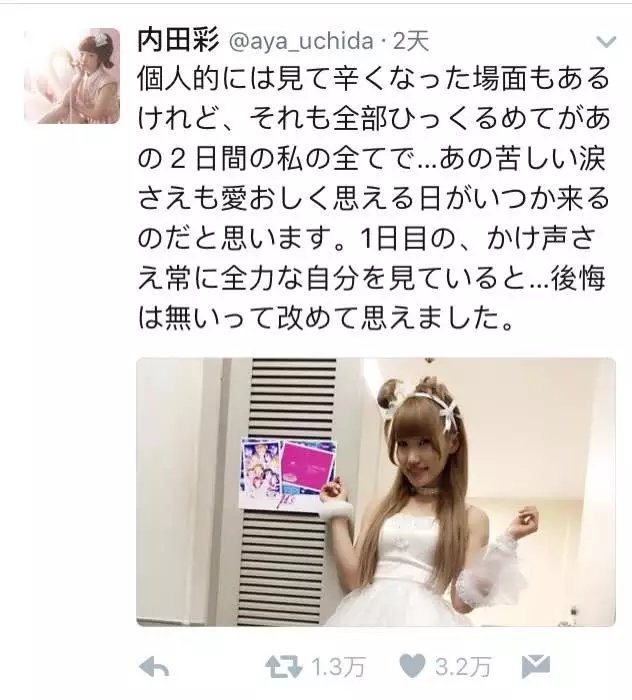 内田彩 @aya_uchida · 2天
個人的には見て辛くなった場面もある
けれど、それも全部ひっくるめてがあ
の２日間の私の全てで...あの苦しい涙
さえも愛おしく思える日がいつか来る
のだと思います。1日目の、かけ声さ
え常に全力な自分を見ていると...後悔
は無いって改めて思えました。
μ's
1.3万 3.2万